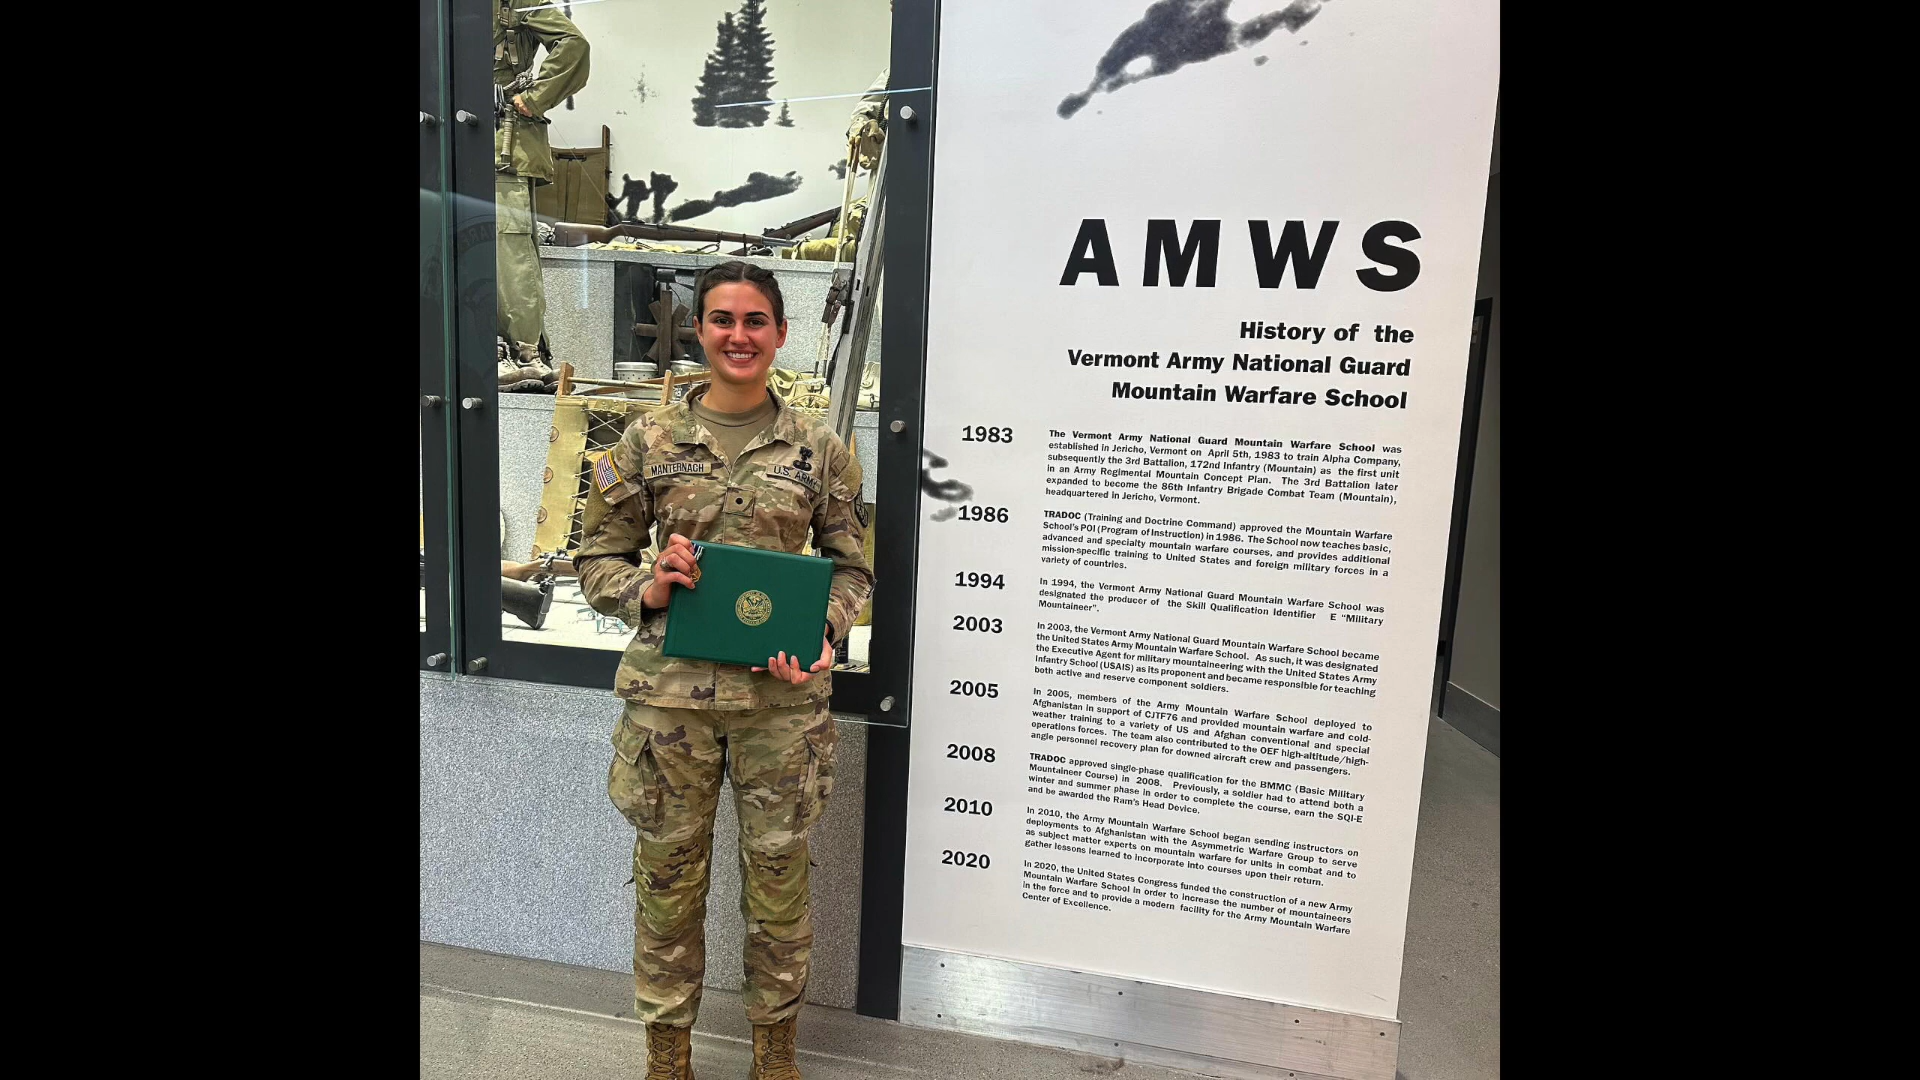 AMWS
History of the
Vermont Army National Guard
Mountain Warfare School
MANTERNACH
U.S. ARMY
1983
The Vermont Army National Guard Mountain Warfare School was
established in Jericho, Vermont on April 5th, 1983 to train Alpha Company,
subsequently the 3rd Battalion, 172nd Infantry (Mountain) as the first unit
in an Army Regimental Mountain Concept Plan. The 3rd Battalion later
expanded to become the 86th Infantry Brigade Combat Team (Mountain),
headquartered in Jericho, Vermont.
1986
TRADOC (Training and Doctrine Command) approved the Mountain Warfare
School's POI (Program of Instruction) in 1986. The School now teaches basic,
advanced and specialty mountain warfare courses, and provides additional
mission-specific training to United States and foreign military forces in a
variety of countries.
1994
In 1994, the Vermont Army National Guard Mountain Warfare School was
designated the producer of the Skill Qualification Identifier E "Military
Mountaineer".
2003
In 2003, the Vermont Army National Guard Mountain Warfare School became
the United States Army Mountain Warfare School. As such, it was designated
the Executive Agent for military mountaineering with the United States Army
Infantry School (USAIS) as its proponent and became responsible for teaching
both active and reserve component soldiers.
2005
In 2005, members of the Army Mountain Warfare School deployed to
Afghanistan in support of CJTF76 and provided mountain warfare and cold-
weather training to a variety of US and Afghan conventional and special
operations forces. The team also contributed to the OEF high-altitude/high-
angle personnel recovery plan for downed aircraft crew and passengers.
2008
TRADOC approved single-phase qualification for the BMMC (Basic Military
Mountaineer Course) in 2008. Previously, a soldier had to attend both a
winter and summer phase in order to complete the course, earn the SQI-E
and be awarded the Ram's Head Device.
2010
In 2010, the Army Mountain Warfare School began sending instructors on
deployments to Afghanistan with the Asymmetric Warfare Group to serve
as subject matter experts on mountain warfare for units in combat and to
gather lessons learned to incorporate into courses upon their return.
2020
In 2020, the United States Congress funded the construction of a new Army
Mountain Warfare School in order to increase the number of mountaineers
in the force and to provide a modern facility for the Army Mountain Warfare
Center of Excellence.